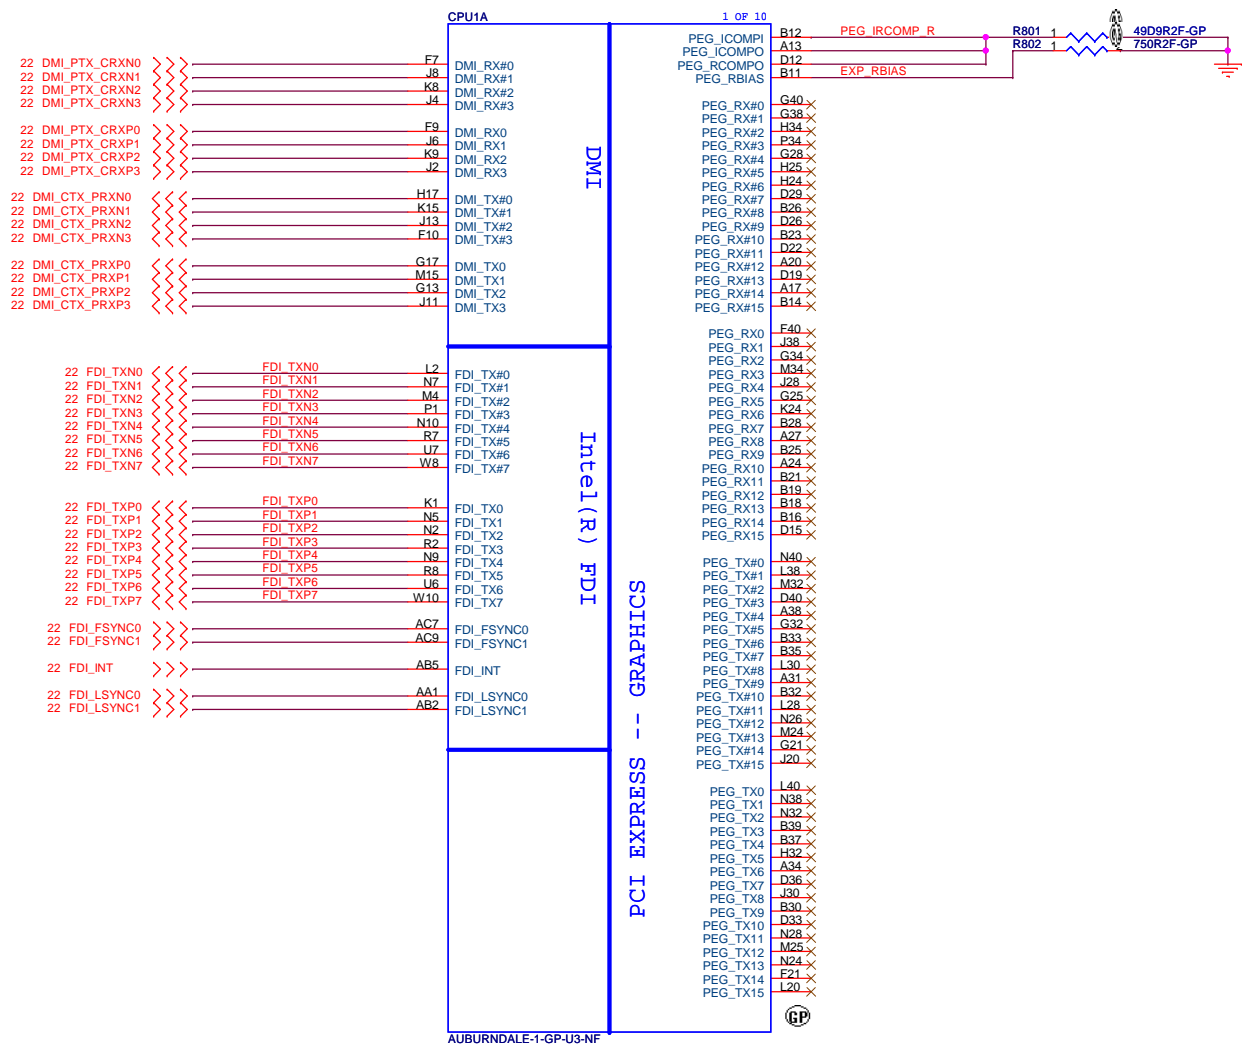 CPU1A
1 OF 10
22 DMI_PTX_CRXN0 F7 DMI_RX#0
22 DMI_PTX_CRXN1 J8 DMI_RX#1
22 DMI_PTX_CRXN2 K8 DMI_RX#2
22 DMI_PTX_CRXN3 J4 DMI_RX#3
22 DMI_PTX_CRXP0 F9 DMI_RX0
22 DMI_PTX_CRXP1 J6 DMI_RX1
22 DMI_PTX_CRXP2 K9 DMI_RX2
22 DMI_PTX_CRXP3 J2 DMI_RX3
22 DMI_CTX_PRXN0 H17 DMI_TX#0
22 DMI_CTX_PRXN1 K15 DMI_TX#1
22 DMI_CTX_PRXN2 J13 DMI_TX#2
22 DMI_CTX_PRXN3 F10 DMI_TX#3
22 DMI_CTX_PRXP0 G17 DMI_TX0
22 DMI_CTX_PRXP1 M15 DMI_TX1
22 DMI_CTX_PRXP2 G13 DMI_TX2
22 DMI_CTX_PRXP3 J11 DMI_TX3
DMI
22 FDI_TXN0 FDI_TXN0 L2 FDI_TX#0
22 FDI_TXN1 FDI_TXN1 N7 FDI_TX#1
22 FDI_TXN2 FDI_TXN2 M4 FDI_TX#2
22 FDI_TXN3 FDI_TXN3 P1 FDI_TX#3
22 FDI_TXN4 FDI_TXN4 N10 FDI_TX#4
22 FDI_TXN5 FDI_TXN5 R7 FDI_TX#5
22 FDI_TXN6 FDI_TXN6 U7 FDI_TX#6
22 FDI_TXN7 FDI_TXN7 W8 FDI_TX#7
22 FDI_TXP0 FDI_TXP0 K1 FDI_TX0
22 FDI_TXP1 FDI_TXP1 N5 FDI_TX1
22 FDI_TXP2 FDI_TXP2 N2 FDI_TX2
22 FDI_TXP3 FDI_TXP3 R2 FDI_TX3
22 FDI_TXP4 FDI_TXP4 N9 FDI_TX4
22 FDI_TXP5 FDI_TXP5 R8 FDI_TX5
22 FDI_TXP6 FDI_TXP6 U6 FDI_TX6
22 FDI_TXP7 FDI_TXP7 W10 FDI_TX7
22 FDI_FSYNC0 AC7 FDI_FSYNC0
22 FDI_FSYNC1 AC9 FDI_FSYNC1
22 FDI_INT AB5 FDI_INT
22 FDI_LSYNC0 AA1 FDI_LSYNC0
22 FDI_LSYNC1 AB2 FDI_LSYNC1
Intel(R) FDI
PCI EXPRESS -- GRAPHICS
PEG_ICOMPI B12 PEG_IRCOMP_R R801 1 49D9R2F-GP
PEG_ICOMPO A13 R802 1 750R2F-GP
PEG_RCOMPO D12
PEG_RBIAS B11 EXP_RBIAS
PEG_RX#0 G40
PEG_RX#1 G38
PEG_RX#2 H34
PEG_RX#3 P34
PEG_RX#4 G28
PEG_RX#5 H25
PEG_RX#6 H24
PEG_RX#7 D29
PEG_RX#8 B26
PEG_RX#9 D26
PEG_RX#10 B23
PEG_RX#11 D22
PEG_RX#12 A20
PEG_RX#13 D19
PEG_RX#14 A17
PEG_RX#15 B14
PEG_RX0 F40
PEG_RX1 J38
PEG_RX2 G34
PEG_RX3 M34
PEG_RX4 J28
PEG_RX5 G25
PEG_RX6 K24
PEG_RX7 B28
PEG_RX8 A27
PEG_RX9 B25
PEG_RX10 A24
PEG_RX11 B21
PEG_RX12 B19
PEG_RX13 B18
PEG_RX14 B16
PEG_RX15 D15
PEG_TX#0 N40
PEG_TX#1 L38
PEG_TX#2 M32
PEG_TX#3 D40
PEG_TX#4 A38
PEG_TX#5 G32
PEG_TX#6 B33
PEG_TX#7 B35
PEG_TX#8 L30
PEG_TX#9 A31
PEG_TX#10 B32
PEG_TX#11 L28
PEG_TX#12 N26
PEG_TX#13 M24
PEG_TX#14 G21
PEG_TX#15 J20
PEG_TX0 L40
PEG_TX1 N38
PEG_TX2 N32
PEG_TX3 B39
PEG_TX4 B37
PEG_TX5 H32
PEG_TX6 A34
PEG_TX7 D36
PEG_TX8 J30
PEG_TX9 B30
PEG_TX10 D33
PEG_TX11 N28
PEG_TX12 M25
PEG_TX13 N24
PEG_TX14 F21
PEG_TX15 L20
GP
AUBURNDALE-1-GP-U3-NF